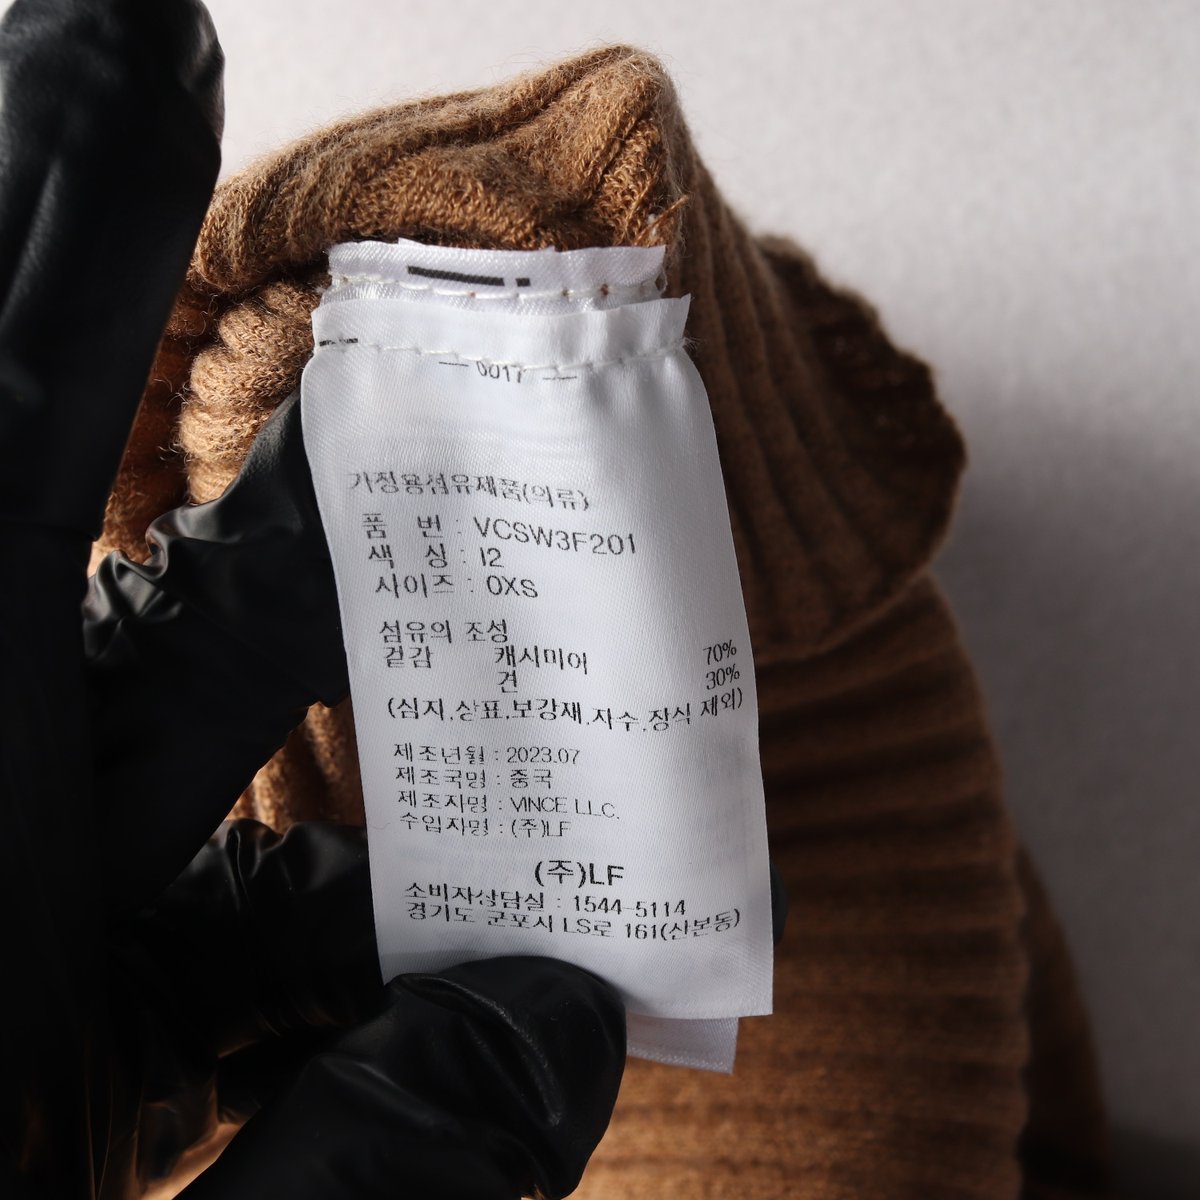 — 0017 —
가정용섬유제품(의류)
품 번 : VCSW3F201
색 상 : I2
사이즈 : 0XS
섬유의 조성
겉감 캐시미어 70%
견 30%
(심지,상표,보강재,자수,장식 제외)
제조년월 : 2023.07
제조국명 : 중국
제조자명 : VINCE LLC.
수입자명 : (주)LF
(주)LF
소비자상담실 : 1544-5114
경기도 군포시 LS로 161(산본동)